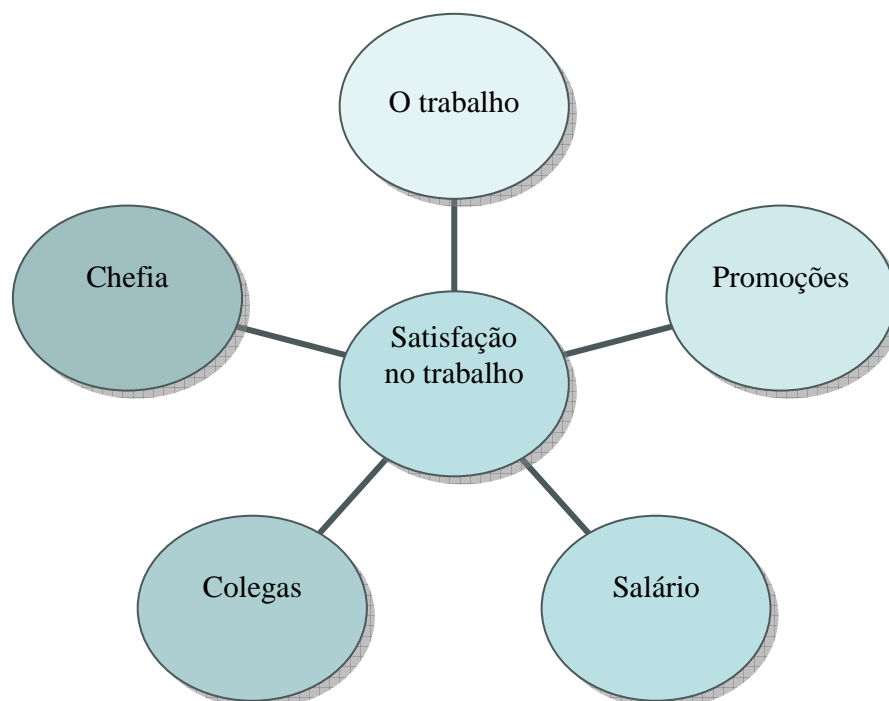 O trabalho
Chefia
Promoções
Satisfação
no trabalho
Colegas
Salário